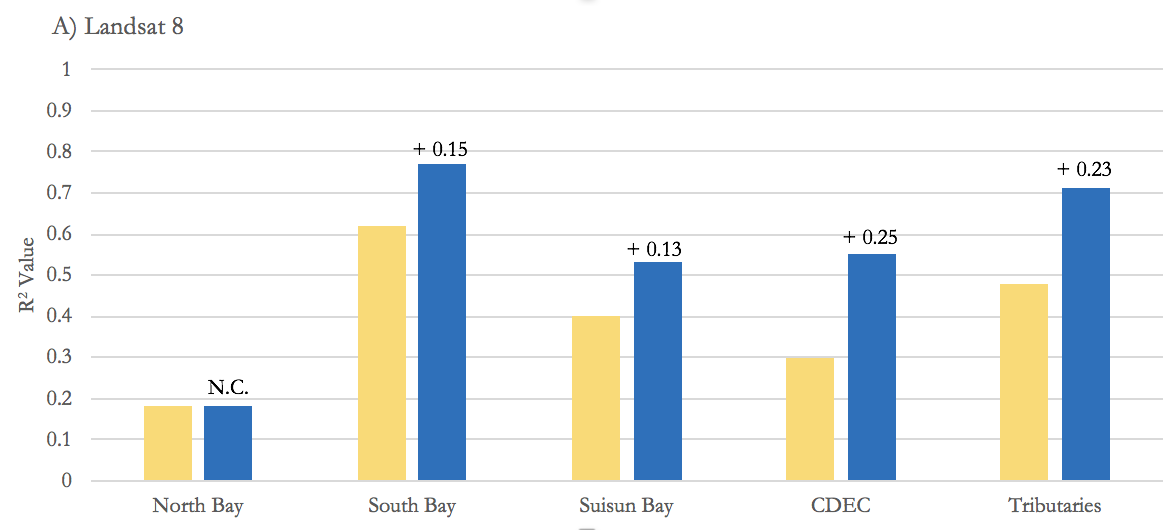 A) Landsat 8
1
0.9
0.8
0.7
0.6
0.5
0.4
0.3
0.2
0.1
0
R² Value
N.C.
+ 0.15
+ 0.13
+ 0.25
+ 0.23
North Bay
South Bay
Suisun Bay
CDEC
Tributaries